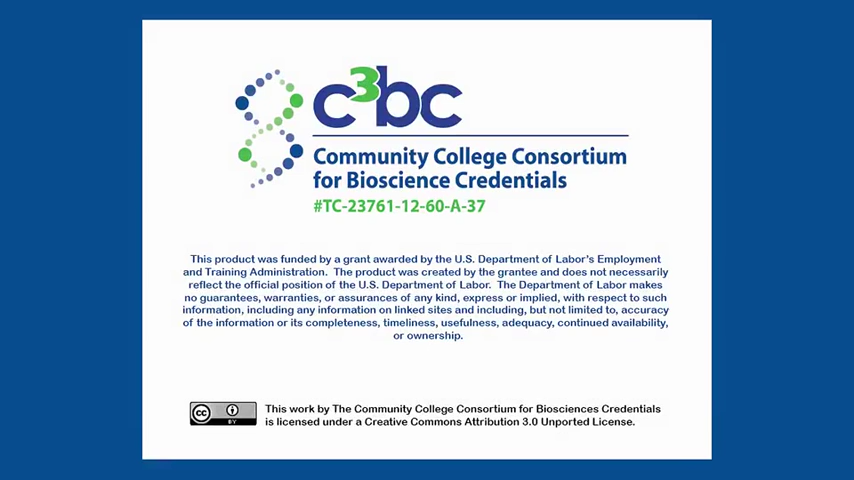 c³bc
Community College Consortium
for Bioscience Credentials
#TC-23761-12-60-A-37
This product was funded by a grant awarded by the U.S. Department of Labor's Employment
and Training Administration. The product was created by the grantee and does not necessarily
reflect the official position of the U.S. Department of Labor. The Department of Labor makes
no guarantees, warranties, or assurances of any kind, express or implied, with respect to such
information, including any information on linked sites and including, but not limited to, accuracy
of the information or its completeness, timeliness, usefulness, adequacy, continued availability,
or ownership.
cc BY
This work by The Community College Consortium for Biosciences Credentials
is licensed under a Creative Commons Attribution 3.0 Unported License.